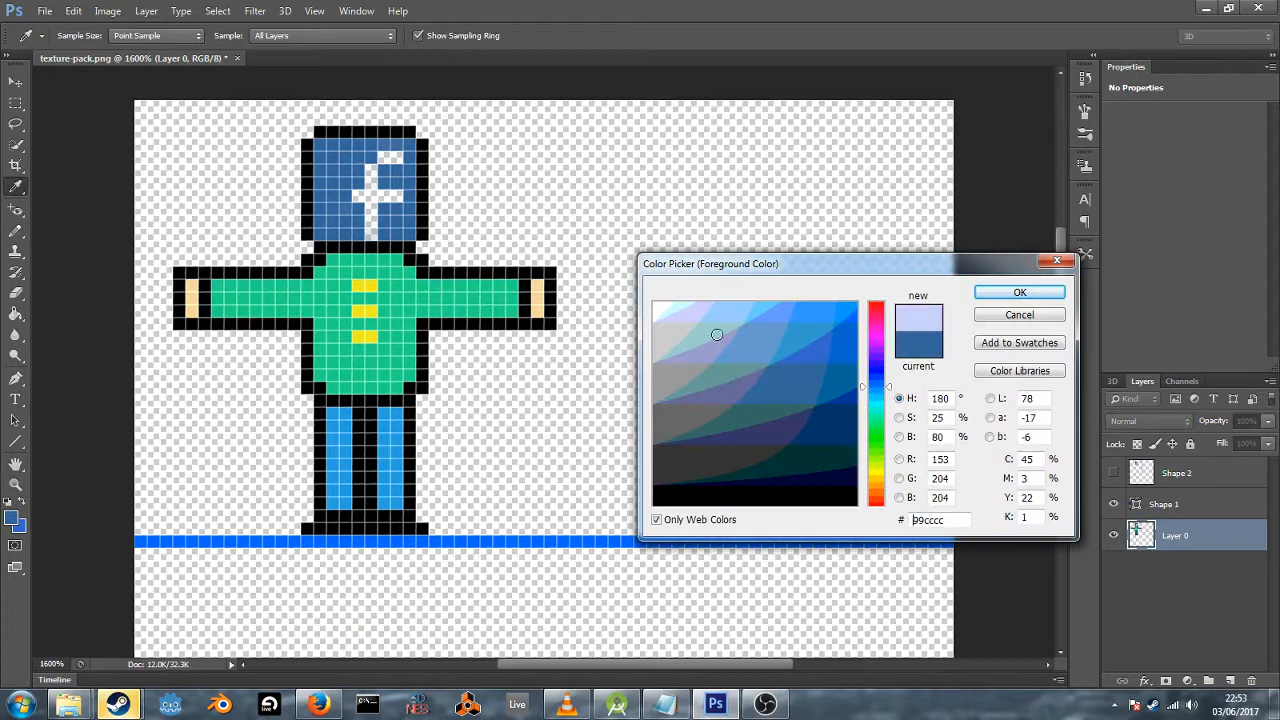 Ps File Edit Image Layer Type Select Filter 3D View Window Help
Sample Size: Point Sample Sample: All Layers Show Sampling Ring 3D
texture-pack.png @ 1600% (Layer 0, RGB/8) * ×
Properties
No Properties
f
Color Picker (Foreground Color)
new
OK
Cancel
Add to Swatches
current
Color Libraries
H: 180 °
S: 25 %
B: 80 %
R: 153
G: 204
B: 204
L: 78
a: -17
b: -6
C: 45 %
M: 3 %
Y: 22 %
K: 1 %
Only Web Colors
# 99cccc
3D Layers Channels
Kind
Normal Opacity: 100%
Lock: Fill: 100%
Shape 2
Shape 1
Layer 0
fx
1600% Doc: 12.0K/32.3K
Timeline
live Live Ps
22:53
03/06/2017